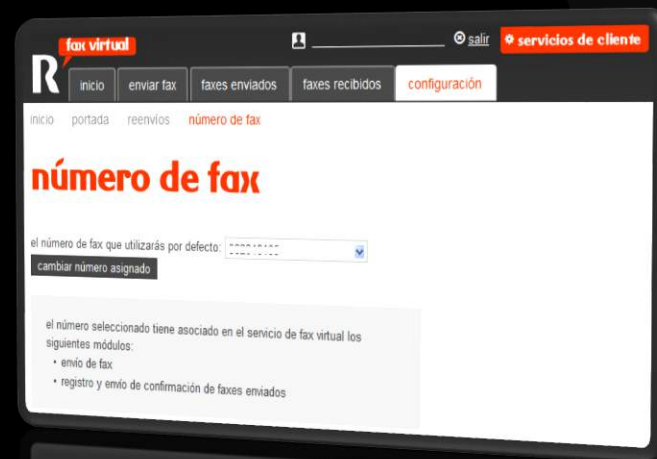 fax virtual
R
salir
servicios de cliente
inicio enviar fax faxes enviados faxes recibidos configuración
inicio portada reenvíos número de fax
número de fax
el número de fax que utilizarás por defecto:
cambiar número asignado
el número seleccionado tiene asociado en el servicio de fax virtual los
siguientes módulos:
• envío de fax
• registro y envío de confirmación de faxes enviados